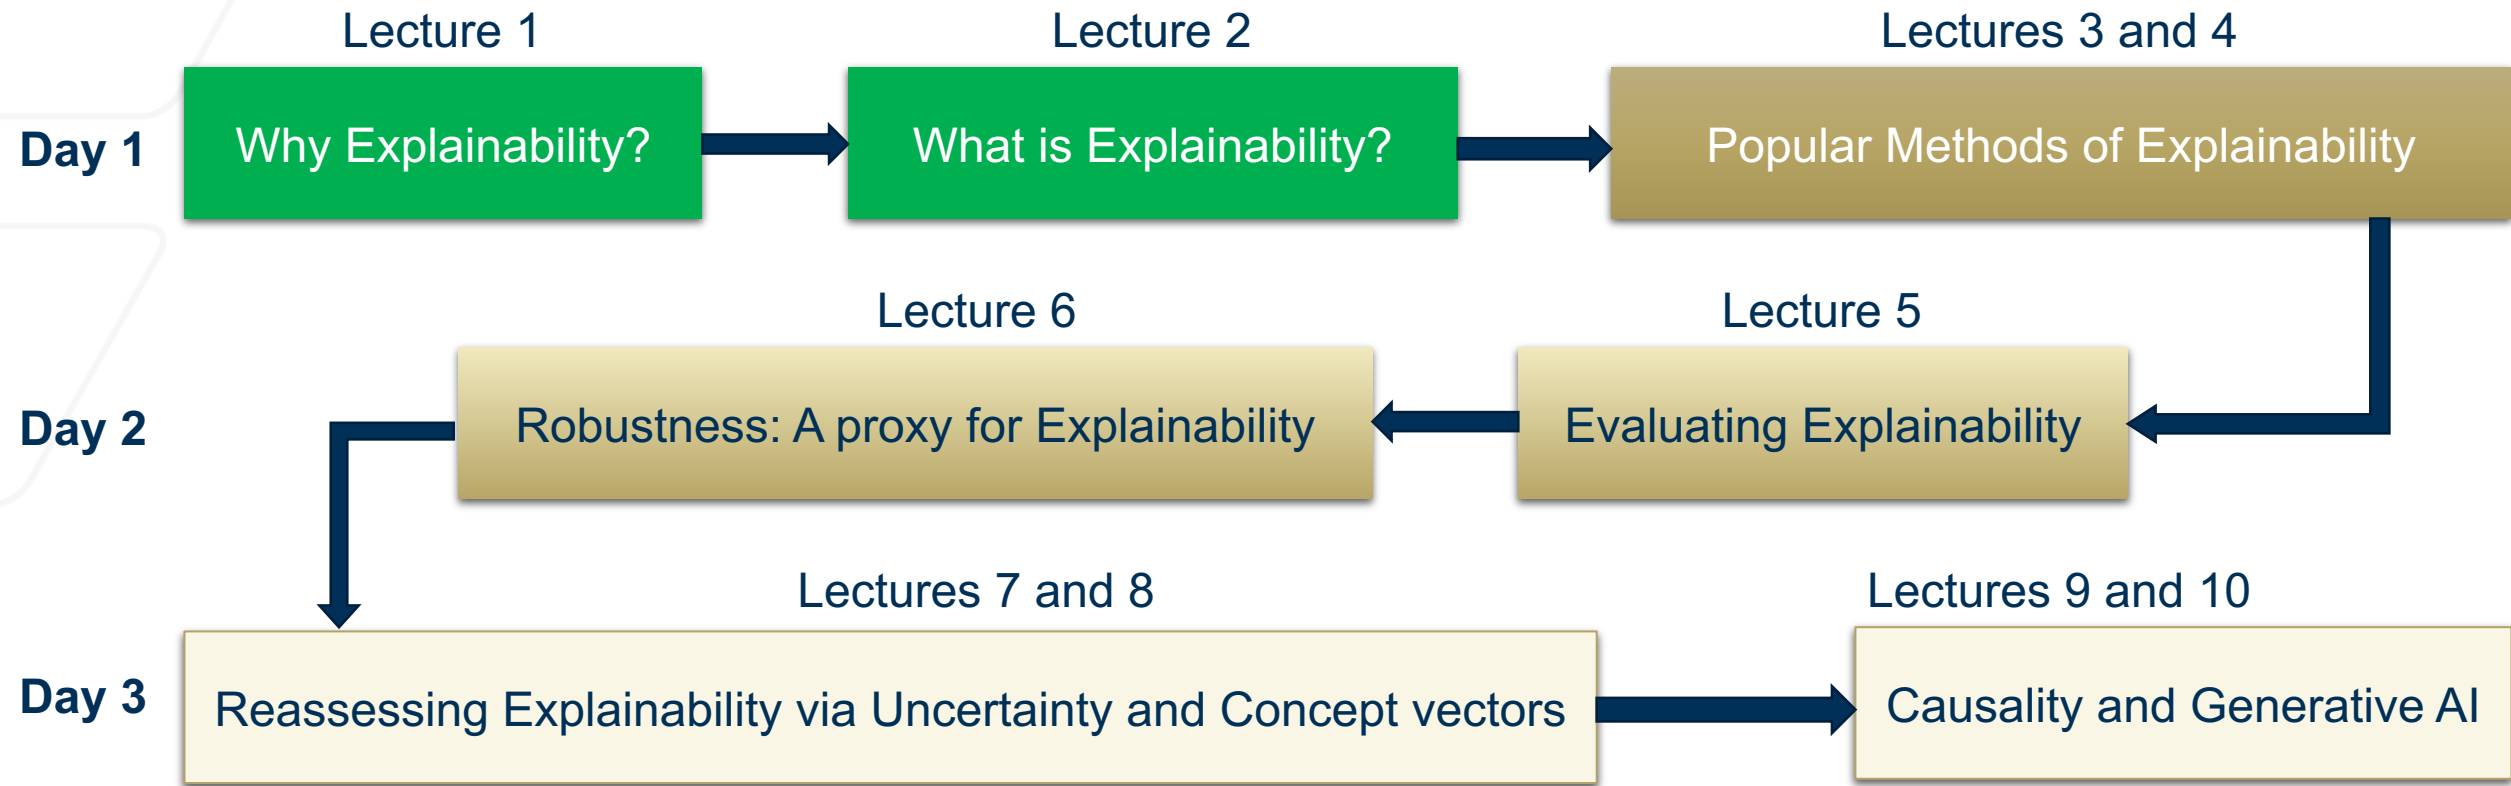 Lecture 1
Lecture 2
Lectures 3 and 4
Day 1
Why Explainability?
What is Explainability?
Popular Methods of Explainability
Lecture 6
Lecture 5
Day 2
Robustness: A proxy for Explainability
Evaluating Explainability
Lectures 7 and 8
Lectures 9 and 10
Day 3
Reassessing Explainability via Uncertainty and Concept vectors
Causality and Generative AI